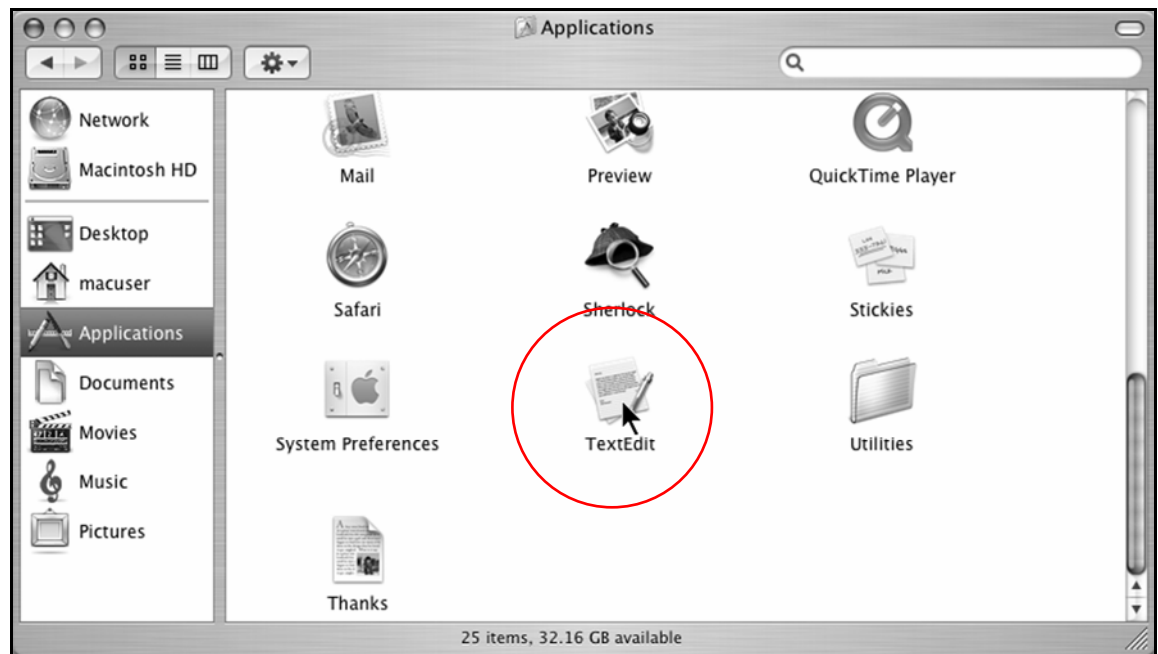 Applications
Network
Macintosh HD
Desktop
macuser
Applications
Documents
Movies
Music
Pictures
Mail
Preview
QuickTime Player
Safari
Sherlock
Stickies
System Preferences
TextEdit
Utilities
Thanks
25 items, 32.16 GB available